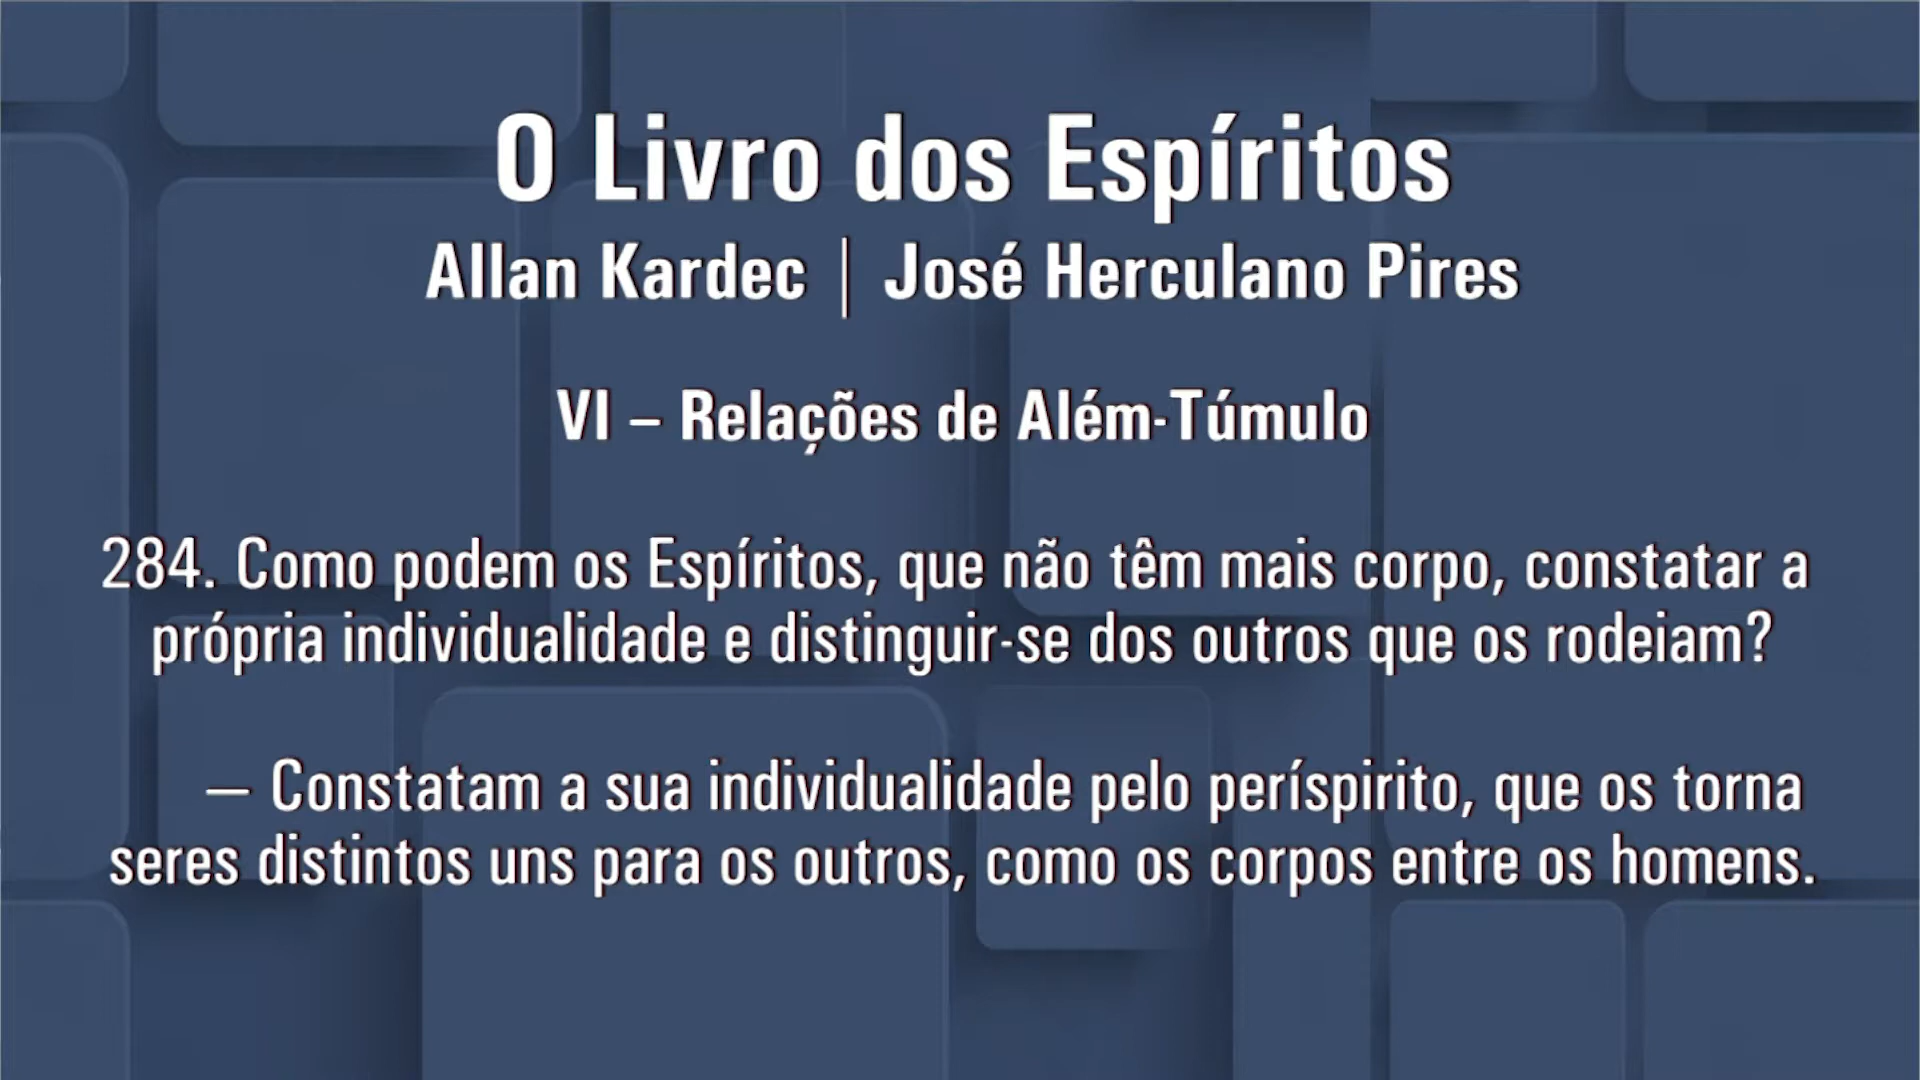 O Livro dos Espíritos
Allan Kardec | José Herculano Pires
VI – Relações de Além-Túmulo
284. Como podem os Espíritos, que não têm mais corpo, constatar a
própria individualidade e distinguir-se dos outros que os rodeiam?
– Constatam a sua individualidade pelo períspirito, que os torna
seres distintos uns para os outros, como os corpos entre os homens.